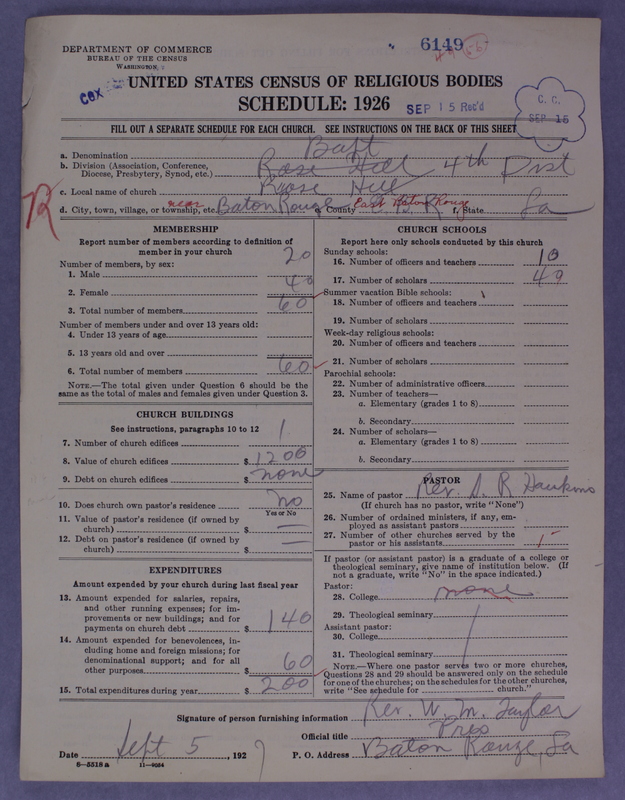 6149
DEPARTMENT OF COMMERCE
BUREAU OF THE CENSUS
WASHINGTON
UNITED STATES CENSUS OF RELIGIOUS BODIES
SCHEDULE: 1926
SEP 15 Rec'd
C. C.
SEP 15
FILL OUT A SEPARATE SCHEDULE FOR EACH CHURCH. SEE INSTRUCTIONS ON THE BACK OF THIS SHEET
a. Denomination Bapt
b. Division (Association, Conference, Diocese, Presbytery, Synod, etc.) Rose Hill 4th Dist
c. Local name of church Rose Hill
d. City, town, village, or township, etc. near Baton Rouge e. County East Baton Rouge f. State La
MEMBERSHIP
Report number of members according to definition of
member in your church
Number of members, by sex:
1. Male 20
2. Female 40
3. Total number of members 60
Number of members under and over 13 years old:
4. Under 13 years of age
5. 13 years old and over
6. Total number of members 60
NOTE.—The total given under Question 6 should be the
same as the total of males and females given under Question 3.
CHURCH BUILDINGS
See instructions, paragraphs 10 to 12
7. Number of church edifices 1
8. Value of church edifices $ 1200
9. Debt on church edifices $ none
10. Does church own pastor's residence No
Yes or No
11. Value of pastor's residence (if owned by
church) $ —
12. Debt on pastor's residence (if owned by
church) $ —
EXPENDITURES
Amount expended by your church during last fiscal year
13. Amount expended for salaries, repairs,
and other running expenses; for im-
provements or new buildings; and for
payments on church debt $ 140
14. Amount expended for benevolences, in-
cluding home and foreign missions; for
denominational support; and for all
other purposes $ 60
15. Total expenditures during year $ 200
CHURCH SCHOOLS
Report here only schools conducted by this church
Sunday schools:
16. Number of officers and teachers 10
17. Number of scholars 40
Summer vacation Bible schools:
18. Number of officers and teachers
19. Number of scholars
Week-day religious schools:
20. Number of officers and teachers
21. Number of scholars
Parochial schools:
22. Number of administrative officers
23. Number of teachers—
a. Elementary (grades 1 to 8)
b. Secondary
24. Number of scholars—
a. Elementary (grades 1 to 8)
b. Secondary
PASTOR
25. Name of pastor Rev. S. R Hawkins
(If church has no pastor, write "None")
26. Number of ordained ministers, if any, em-
ployed as assistant pastors
27. Number of other churches served by the
pastor or his assistants 1
If pastor (or assistant pastor) is a graduate of a college or
theological seminary, give name of institution below. (If
not a graduate, write "No" in the space indicated.)
Pastor:
28. College none
29. Theological seminary
Assistant pastor:
30. College
31. Theological seminary
NOTE.—Where one pastor serves two or more churches,
Questions 28 and 29 should be answered only on the schedule
for one of the churches; on the schedules for the other churches,
write "See schedule for church."
Signature of person furnishing information Rev. W. M. Taylor
Official title Pres
Date Sept 5, 1927 P. O. Address Baton Rouge, La
6—5518a 11—9054